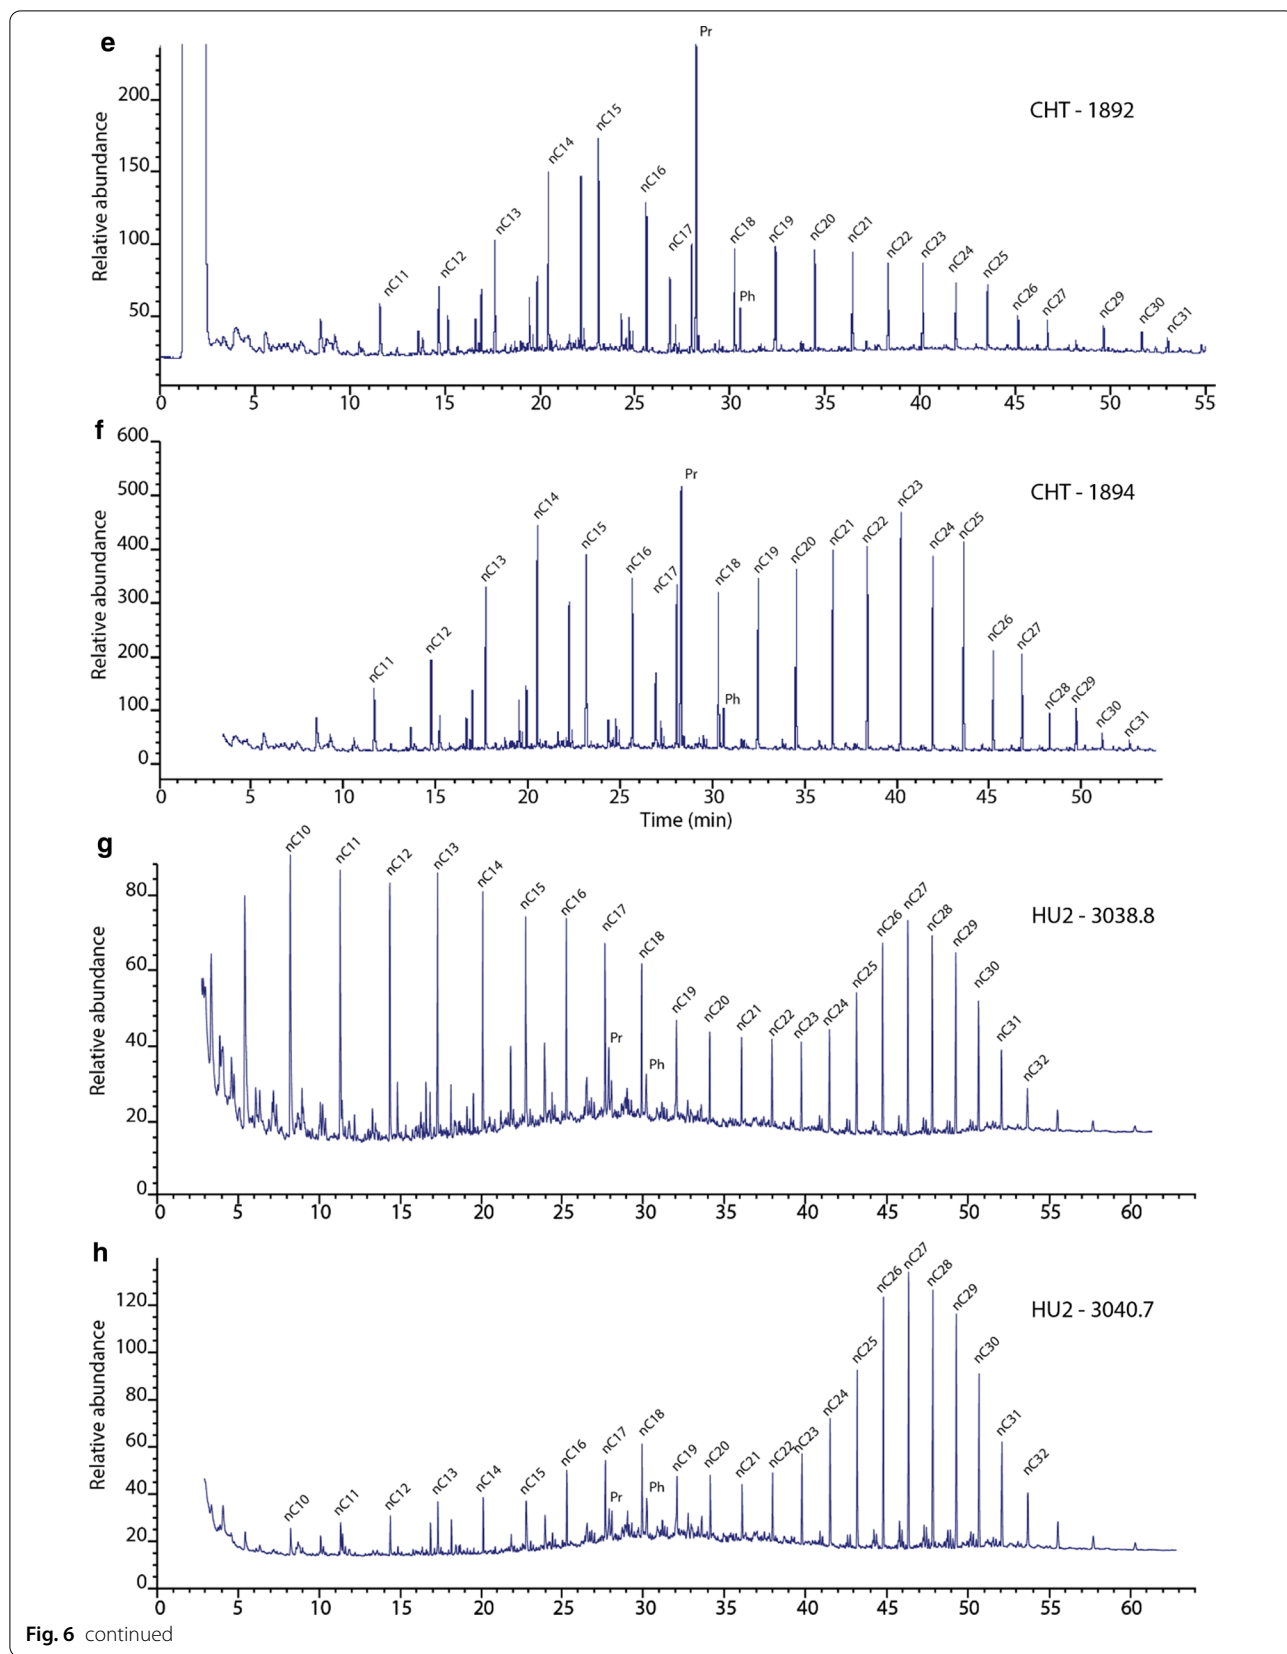 e
Pr
CHT - 1892
Relative abundance
200
150
100
50
nC11
nC12
nC13
nC14
nC15
nC16
nC17
nC18
Ph
nC19
nC20
nC21
nC22
nC23
nC24
nC25
nC26
nC27
nC29
nC30
nC31
0 5 10 15 20 25 30 35 40 45 50 55
f
CHT - 1894
Relative abundance
600
500
400
300
200
100
0
nC11
nC12
nC13
nC14
nC15
nC16
nC17
Pr
nC18
Ph
nC19
nC20
nC21
nC22
nC23
nC24
nC25
nC26
nC27
nC28
nC29
nC30
nC31
0 5 10 15 20 25 30 35 40 45 50
Time (min)
g
HU2 - 3038.8
Relative abundance
80
60
40
20
0
nC10
nC11
nC12
nC13
nC14
nC15
nC16
nC17
Pr
nC18
Ph
nC19
nC20
nC21
nC22
nC23
nC24
nC25
nC26
nC27
nC28
nC29
nC30
nC31
nC32
0 5 10 15 20 25 30 35 40 45 50 55 60
h
HU2 - 3040.7
Relative abundance
120
100
80
60
40
20
0
nC10
nC11
nC12
nC13
nC14
nC15
nC16
nC17
Pr
nC18
Ph
nC19
nC20
nC21
nC22
nC23
nC24
nC25
nC26
nC27
nC28
nC29
nC30
nC31
nC32
0 5 10 15 20 25 30 35 40 45 50 55 60
Fig. 6 continued